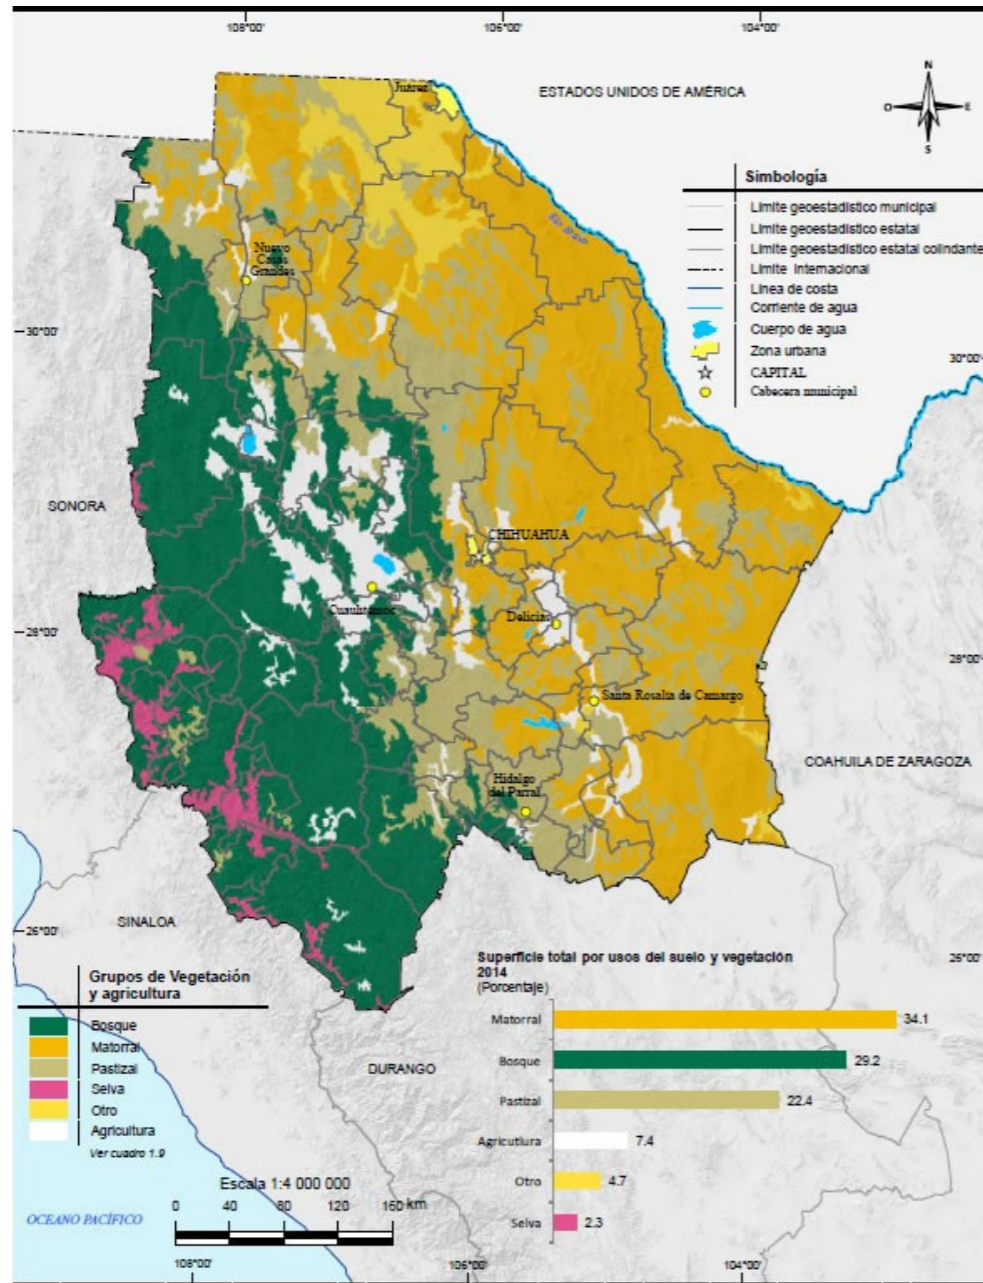 108°00'
106°00'
104°00'
ESTADOS UNIDOS DE AMÉRICA
Juárez
N
O
E
S
Simbología
Límite geoestadístico municipal
Límite geoestadístico estatal
Límite geoestadístico estatal colindante
Límite Internacional
Línea de costa
Corriente de agua
Cuerpo de agua
Zona urbana
CAPITAL
Cabecera municipal
Nuevo
Casas
Grandes
30°00'
30°00'
SONORA
CHIHUAHUA
Cuauhtémoc
Delicias
28°00'
28°00'
Santa Rosalía de Camargo
COAHUILA DE ZARAGOZA
Hidalgo
del Parral
SINALOA
26°00'
26°00'
Grupos de Vegetación
y agricultura
Bosque
Matorral
Pastizal
Selva
Otro
Agricultura
Ver cuadro 1.9
DURANGO
Superficie total por usos del suelo y vegetación
2014
(Porcentaje)
Matorral 34.1
Bosque 29.2
Pastizal 22.4
Agricutlura 7.4
Otro 4.7
Selva 2.3
Escala 1:4 000 000
0 40 80 120 160 km
OCEANO PACÍFICO
108°00'
106°00'
104°00'